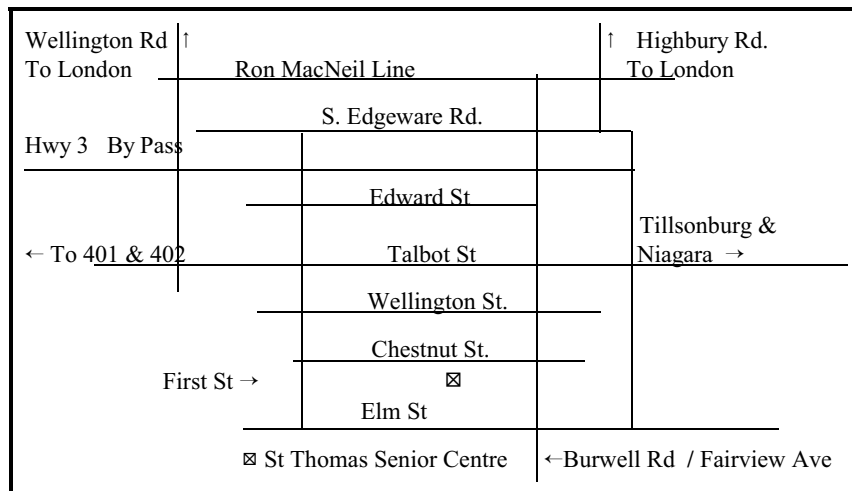 Wellington Rd ↑ ↑ Highbury Rd.
To London Ron MacNeil Line To London
S. Edgeware Rd.
Hwy 3 By Pass
Edward St
Tillsonburg &
← To 401 & 402 Talbot St Niagara →
Wellington St.
Chestnut St.
First St → ☒
Elm St
☒ St Thomas Senior Centre ←Burwell Rd / Fairview Ave